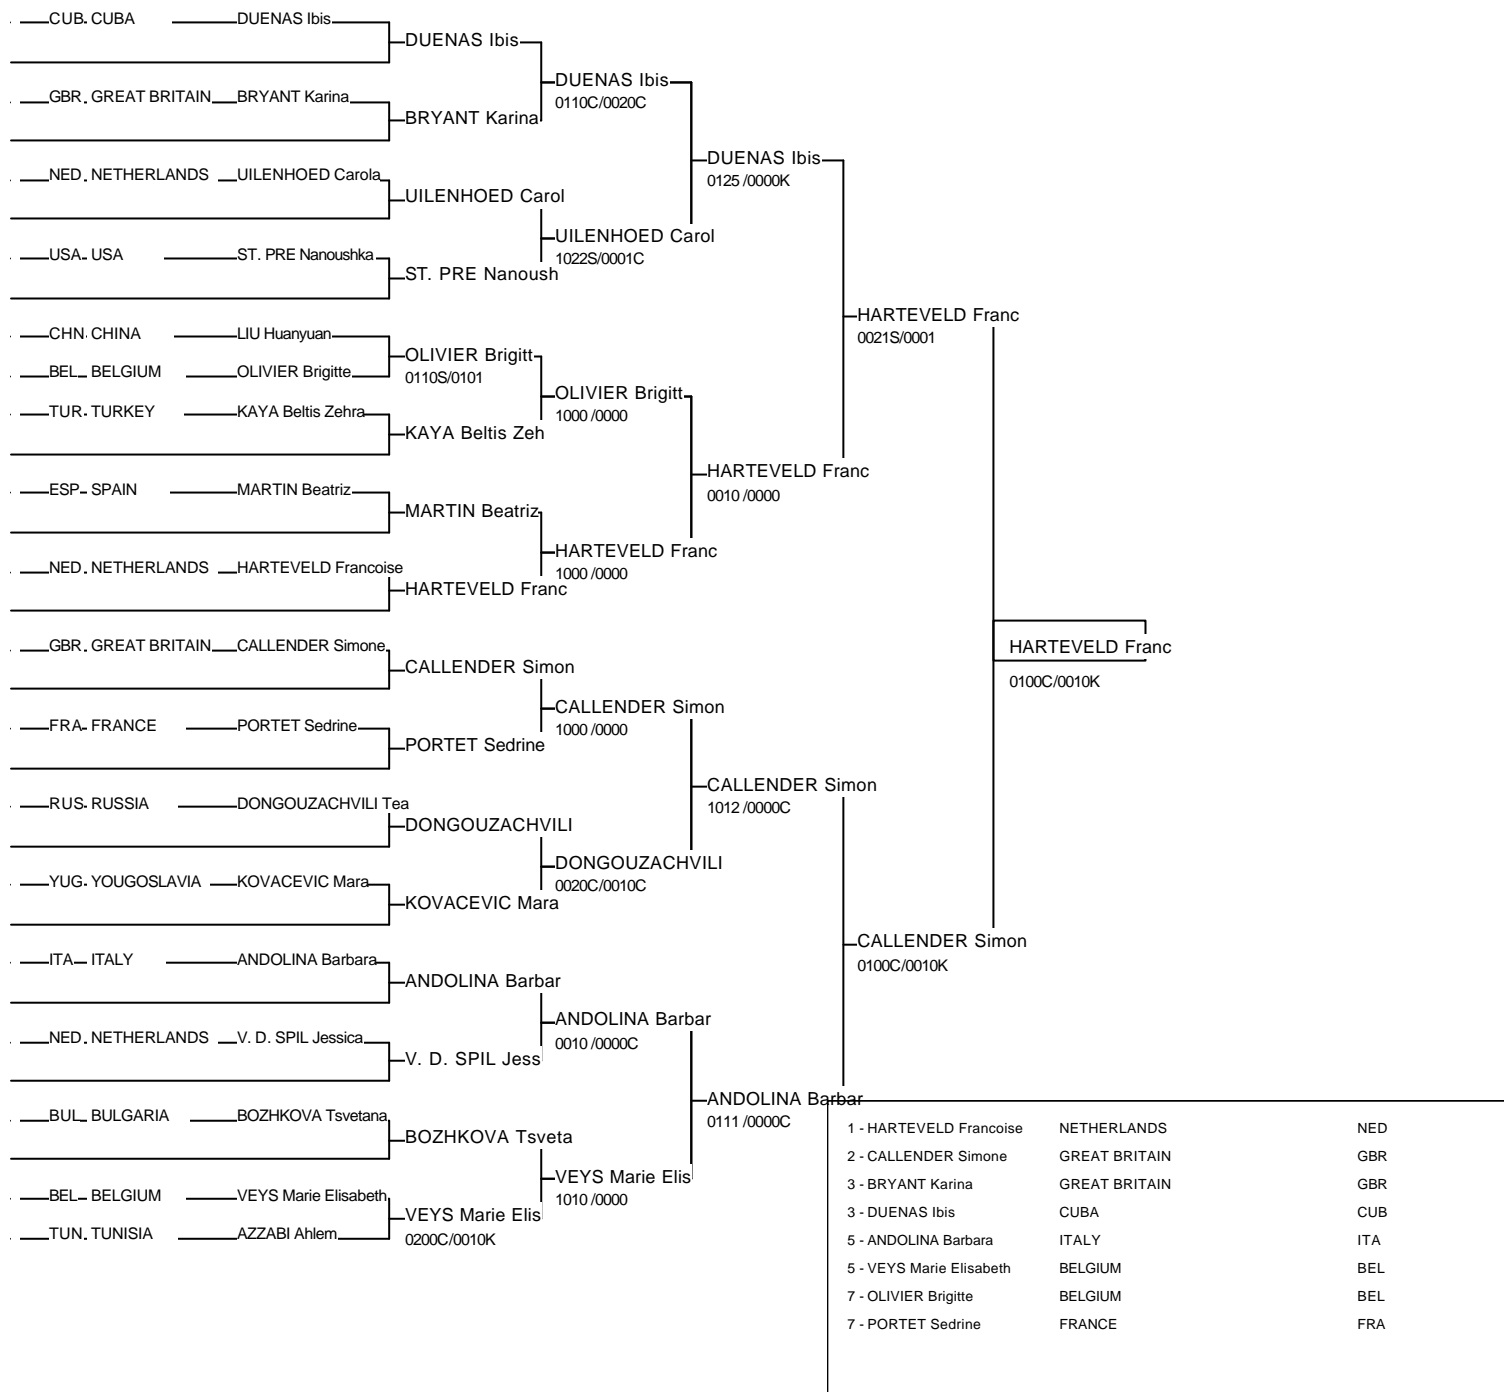 CUB CUBA DUENAS Ibis
DUENAS Ibis
DUENAS Ibis
0110C/0020C
GBR GREAT BRITAIN BRYANT Karina
BRYANT Karina
DUENAS Ibis
0125 /0000K
NED NETHERLANDS UILENHOED Carola
UILENHOED Carol
UILENHOED Carol
1022S/0001C
USA USA ST. PRE Nanoushka
ST. PRE Nanoush
HARTEVELD Franc
0021S/0001
CHN CHINA LIU Huanyuan
OLIVIER Brigitt
0110S/0101
BEL BELGIUM OLIVIER Brigitte
OLIVIER Brigitt
1000 /0000
TUR TURKEY KAYA Beltis Zehra
KAYA Beltis Zeh
HARTEVELD Franc
0010 /0000
ESP SPAIN MARTIN Beatriz
MARTIN Beatriz
HARTEVELD Franc
1000 /0000
NED NETHERLANDS HARTEVELD Francoise
HARTEVELD Franc
HARTEVELD Franc
0100C/0010K
GBR GREAT BRITAIN CALLENDER Simone
CALLENDER Simon
CALLENDER Simon
1000 /0000
FRA FRANCE PORTET Sedrine
PORTET Sedrine
CALLENDER Simon
1012 /0000C
RUS RUSSIA DONGOUZACHVILI Tea
DONGOUZACHVILI
DONGOUZACHVILI
0020C/0010C
YUG YOUGOSLAVIA KOVACEVIC Mara
KOVACEVIC Mara
CALLENDER Simon
0100C/0010K
ITA ITALY ANDOLINA Barbara
ANDOLINA Barbar
ANDOLINA Barbar
0010 /0000C
NED NETHERLANDS V. D. SPIL Jessica
V. D. SPIL Jess
ANDOLINA Barbar
0111 /0000C
BUL BULGARIA BOZHKOVA Tsvetana
BOZHKOVA Tsveta
VEYS Marie Elis
1010 /0000
BEL BELGIUM VEYS Marie Elisabeth
VEYS Marie Elis
0200C/0010K
TUN TUNISIA AZZABI Ahlem
1 - HARTEVELD Francoise NETHERLANDS NED
2 - CALLENDER Simone GREAT BRITAIN GBR
3 - BRYANT Karina GREAT BRITAIN GBR
3 - DUENAS Ibis CUBA CUB
5 - ANDOLINA Barbara ITALY ITA
5 - VEYS Marie Elisabeth BELGIUM BEL
7 - OLIVIER Brigitte BELGIUM BEL
7 - PORTET Sedrine FRANCE FRA